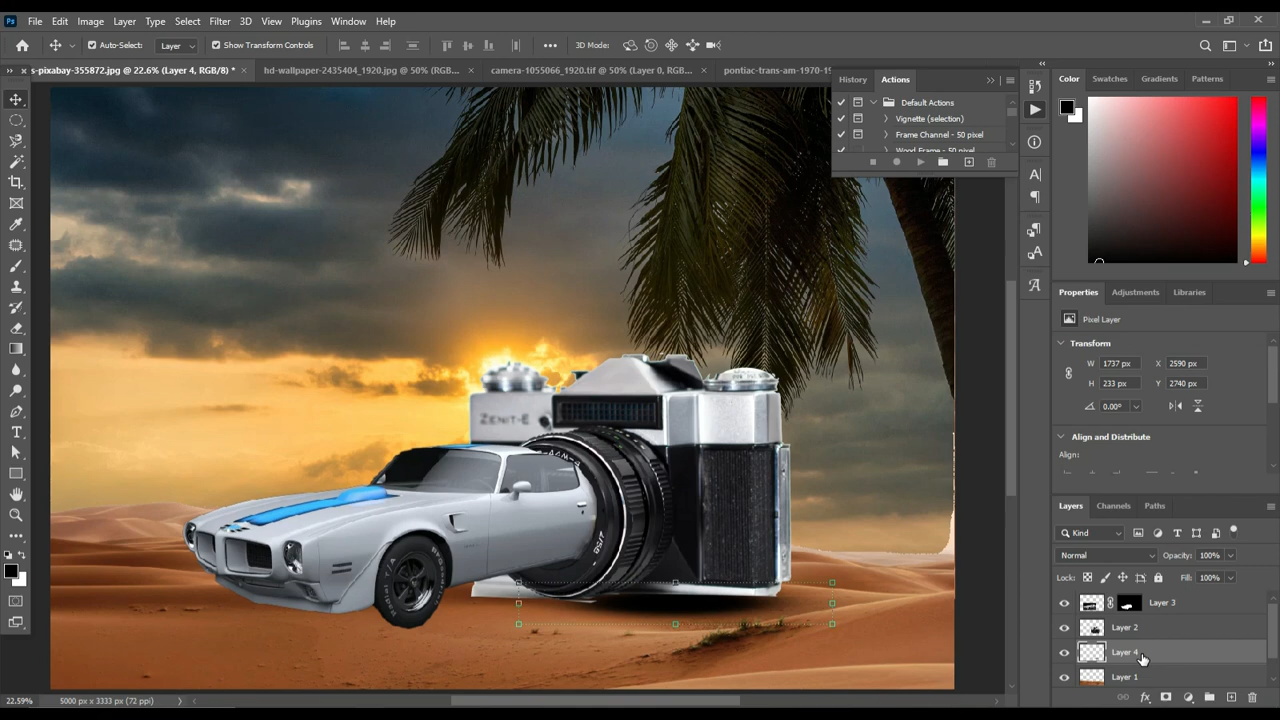 Ps File Edit Image Layer Type Select Filter 3D View Plugins Window Help
Auto-Select: Layer Show Transform Controls 3D Mode:
s-pixabay-355872.jpg @ 22.6% (Layer 4, RGB/8) * hd-wallpaper-2435404_1920.jpg @ 50% (RGB... camera-1055066_1920.tif @ 50% (Layer 0, RGB... pontiac-trans-am-1970-19
History Actions
Default Actions
Vignette (selection)
Frame Channel - 50 pixel
Wood Frame - 50 pixel
Color Swatches Gradients Patterns
Properties Adjustments Libraries
Pixel Layer
Transform
W 1737 px X 2590 px
H 233 px Y 2740 px
0.00°
Align and Distribute
Align:
Layers Channels Paths
Kind
Normal Opacity: 100%
Lock: Fill: 100%
Layer 3
Layer 2
Layer 4
Layer 1
ZENIT-E
22.59% 5000 px x 3333 px (72 ppi)